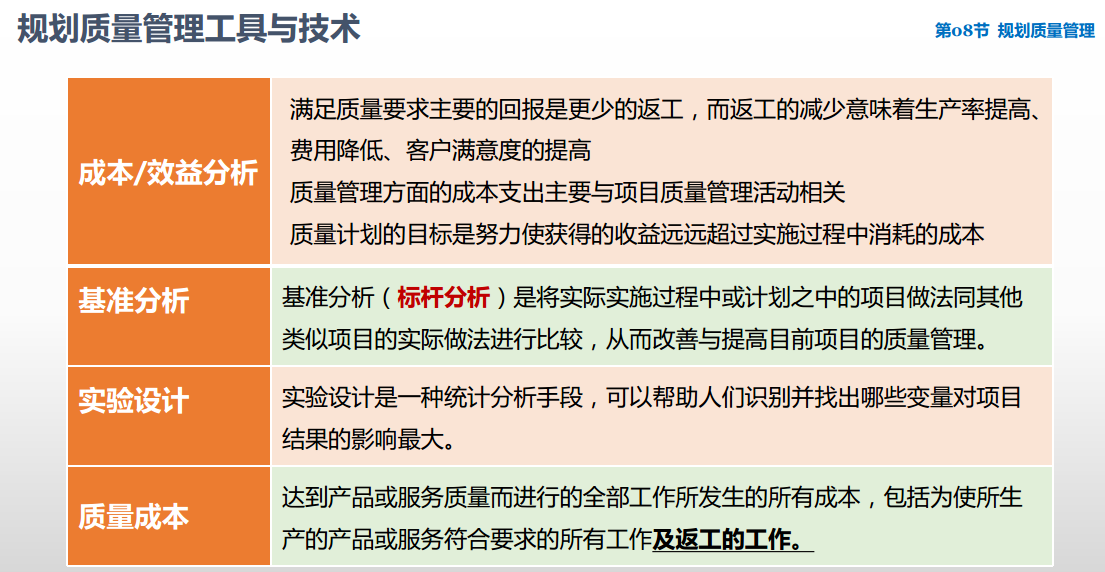 规划质量管理工具与技术
第08节 规划质量管理
成本/效益分析
满足质量要求主要的回报是更少的返工，而返工的减少意味着生产率提高、
费用降低、客户满意度的提高
质量管理方面的成本支出主要与项目质量管理活动相关
质量计划的目标是努力使获得的收益远远超过实施过程中消耗的成本
基准分析
基准分析（标杆分析）是将实际实施过程中或计划之中的项目做法同其他
类似项目的实际做法进行比较，从而改善与提高目前项目的质量管理。
实验设计
实验设计是一种统计分析手段，可以帮助人们识别并找出哪些变量对项目
结果的影响最大。
质量成本
达到产品或服务质量而进行的全部工作所发生的所有成本，包括为使所生
产的产品或服务符合要求的所有工作及返工的工作。